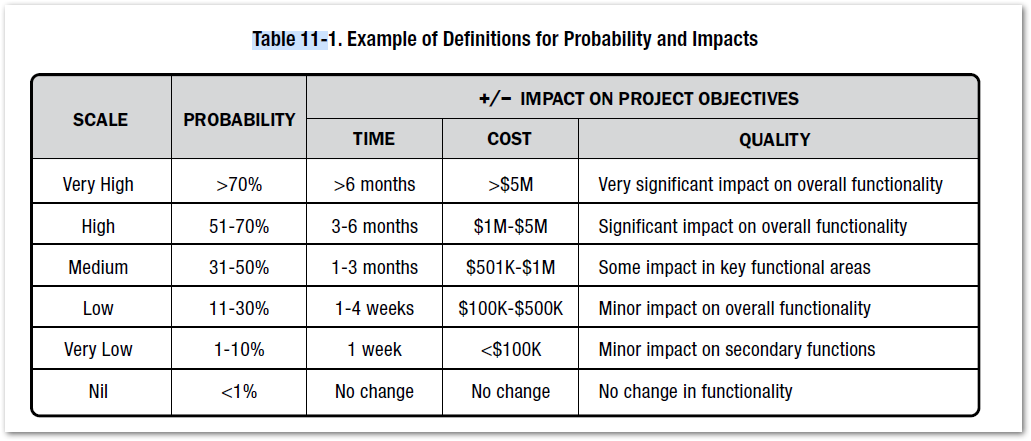 Table 11-1. Example of Definitions for Probability and Impacts
SCALE PROBABILITY +/− IMPACT ON PROJECT OBJECTIVES
TIME COST QUALITY
Very High >70% >6 months >$5M Very significant impact on overall functionality
High 51-70% 3-6 months $1M-$5M Significant impact on overall functionality
Medium 31-50% 1-3 months $501K-$1M Some impact in key functional areas
Low 11-30% 1-4 weeks $100K-$500K Minor impact on overall functionality
Very Low 1-10% 1 week <$100K Minor impact on secondary functions
Nil <1% No change No change No change in functionality